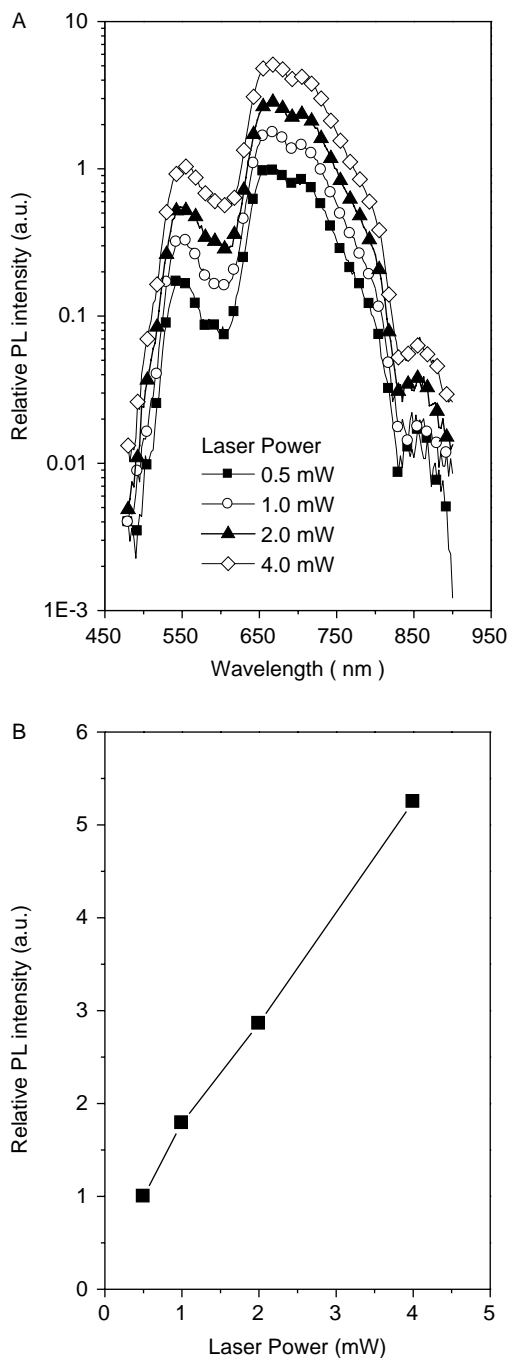 A
Relative PL intensity (a.u.)
10
1
0.1
0.01
1E-3
Laser Power
0.5 mW
1.0 mW
2.0 mW
4.0 mW
450 550 650 750 850 950
Wavelength ( nm )
B
Relative PL intensity (a.u.)
6
5
4
3
2
1
0
0 1 2 3 4 5
Laser Power (mW)